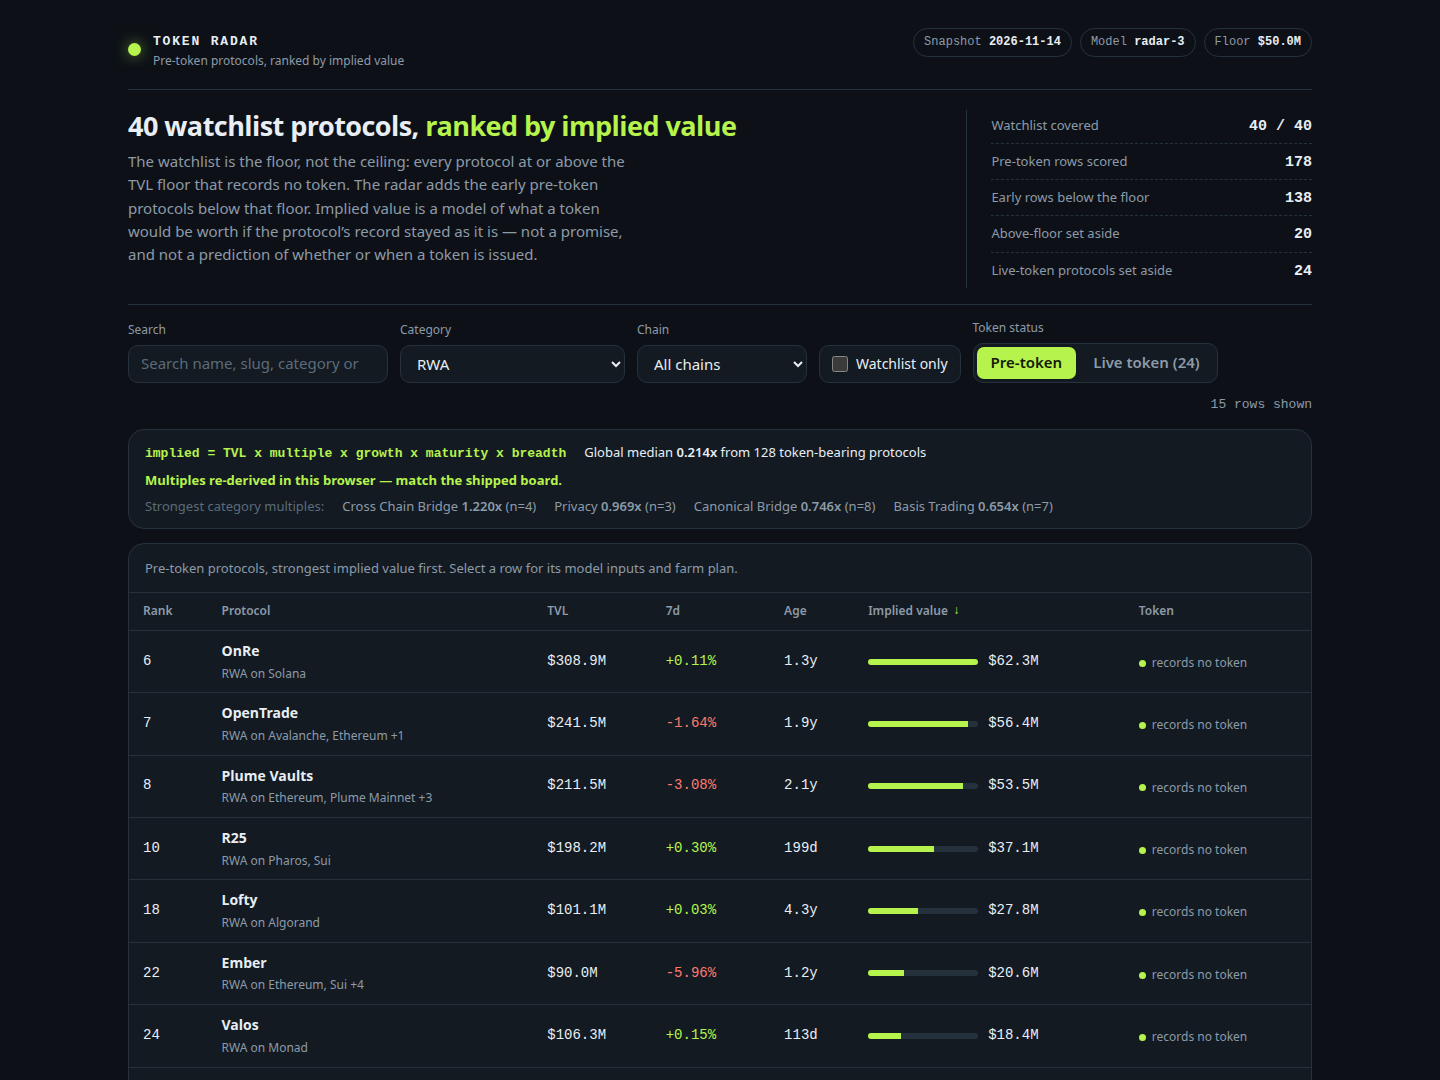 TOKEN RADAR
Pre-token protocols, ranked by implied value
Snapshot 2026-11-14
Model radar-3
Floor $50.0M
40 watchlist protocols, ranked by implied value
The watchlist is the floor, not the ceiling: every protocol at or above the
TVL floor that records no token. The radar adds the early pre-token
protocols below that floor. Implied value is a model of what a token
would be worth if the protocol’s record stayed as it is — not a promise,
and not a prediction of whether or when a token is issued.
Watchlist covered 40 / 40
Pre-token rows scored 178
Early rows below the floor 138
Above-floor set aside 20
Live-token protocols set aside 24
Search
Category
Chain
Token status
Search name, slug, category or
RWA
All chains
Watchlist only
Pre-token
Live token (24)
15 rows shown
implied = TVL x multiple x growth x maturity x breadth Global median 0.214x from 128 token-bearing protocols
Multiples re-derived in this browser — match the shipped board.
Strongest category multiples: Cross Chain Bridge 1.220x (n=4) Privacy 0.969x (n=3) Canonical Bridge 0.746x (n=8) Basis Trading 0.654x (n=7)
Pre-token protocols, strongest implied value first. Select a row for its model inputs and farm plan.
Rank Protocol TVL 7d Age Implied value ↓ Token
6 OnRe $308.9M +0.11% 1.3y $62.3M records no token
RWA on Solana
7 OpenTrade $241.5M -1.64% 1.9y $56.4M records no token
RWA on Avalanche, Ethereum +1
8 Plume Vaults $211.5M -3.08% 2.1y $53.5M records no token
RWA on Ethereum, Plume Mainnet +3
10 R25 $198.2M +0.30% 199d $37.1M records no token
RWA on Pharos, Sui
18 Lofty $101.1M +0.03% 4.3y $27.8M records no token
RWA on Algorand
22 Ember $90.0M -5.96% 1.2y $20.6M records no token
RWA on Ethereum, Sui +4
24 Valos $106.3M +0.15% 113d $18.4M records no token
RWA on Monad